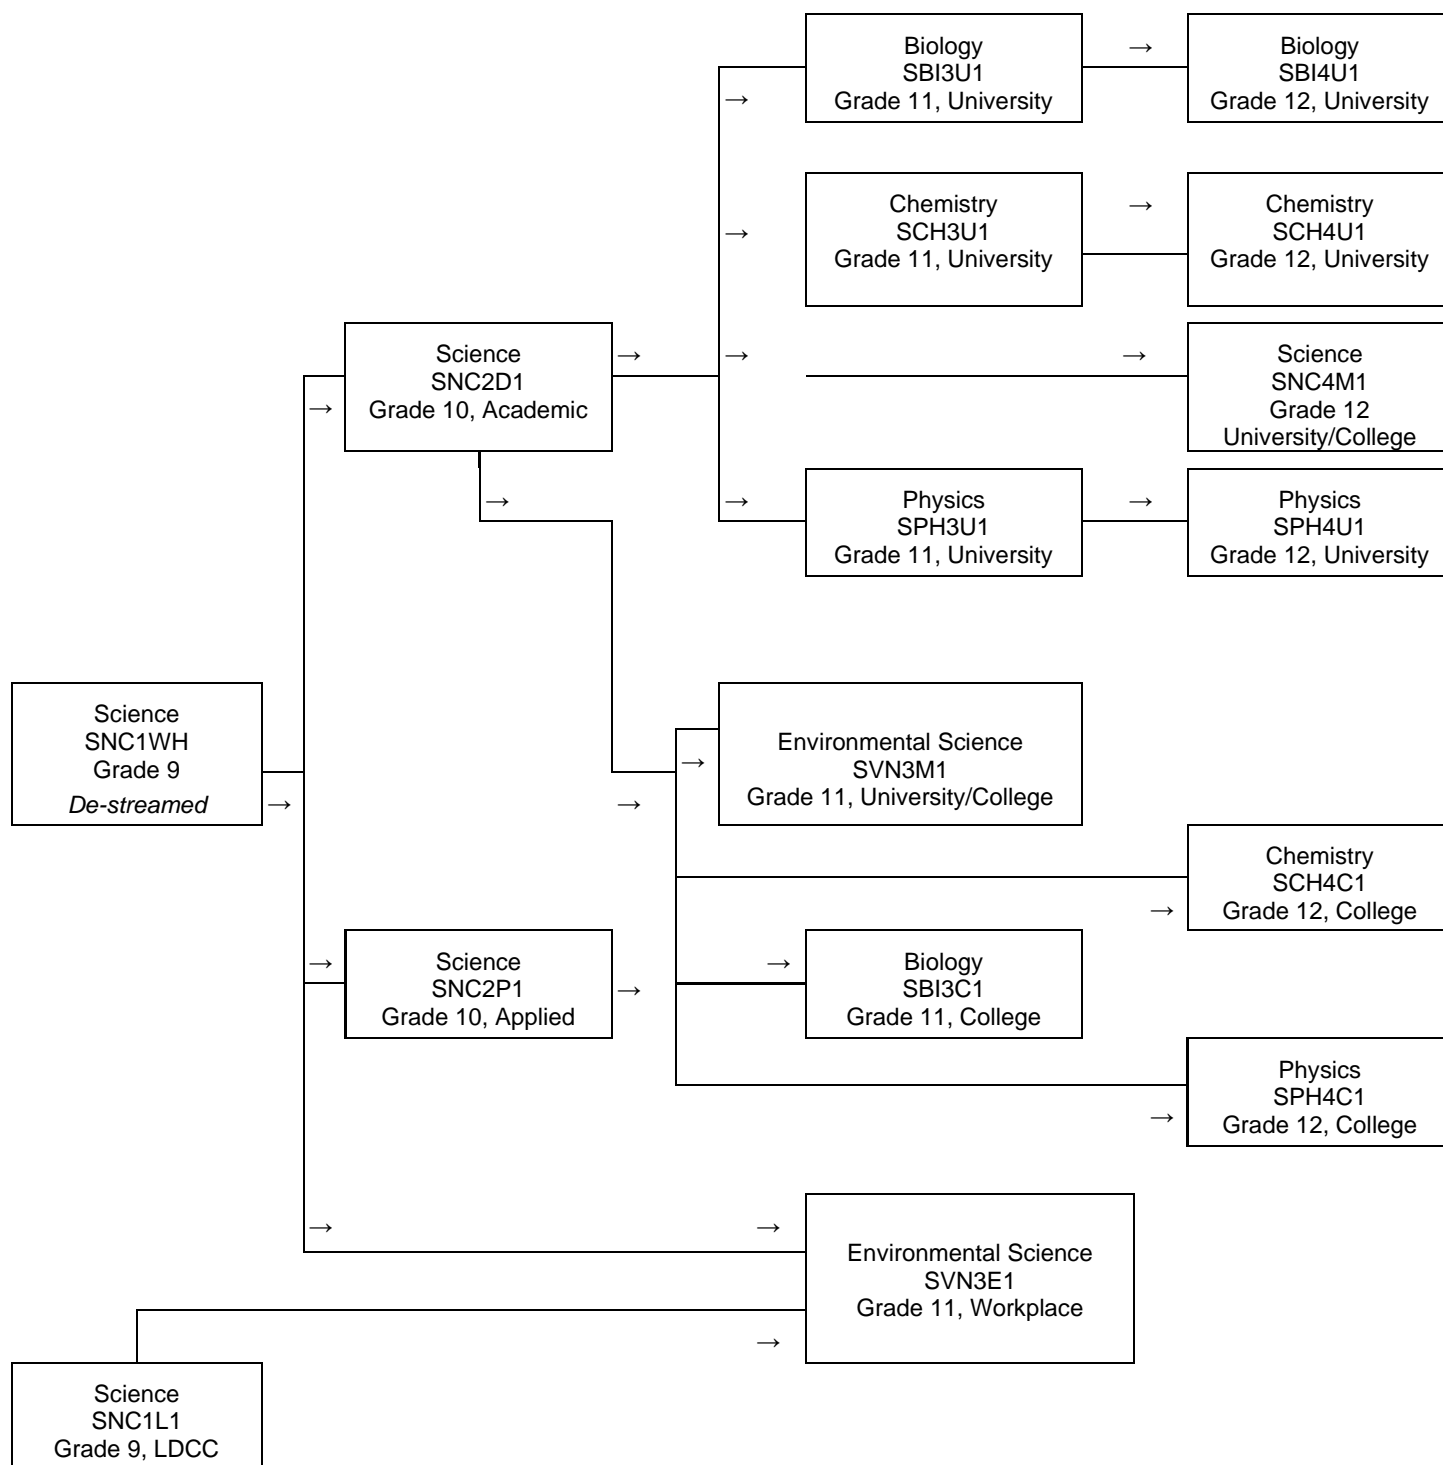 Biology
SBI3U1
Grade 11, University
→
Biology
SBI4U1
Grade 12, University
→
Chemistry
SCH3U1
Grade 11, University
→
Chemistry
SCH4U1
Grade 12, University
→
Science
SNC2D1
Grade 10, Academic
→
→
→
Science
SNC4M1
Grade 12
University/College
→
→
→
Physics
SPH3U1
Grade 11, University
→
Physics
SPH4U1
Grade 12, University
Science
SNC1WH
Grade 9
De-streamed
→
→
→
Environmental Science
SVN3M1
Grade 11, University/College
Chemistry
SCH4C1
Grade 12, College
→
→
Science
SNC2P1
Grade 10, Applied
→
→
Biology
SBI3C1
Grade 11, College
Physics
SPH4C1
Grade 12, College
→
→
→
Environmental Science
SVN3E1
Grade 11, Workplace
→
Science
SNC1L1
Grade 9, LDCC